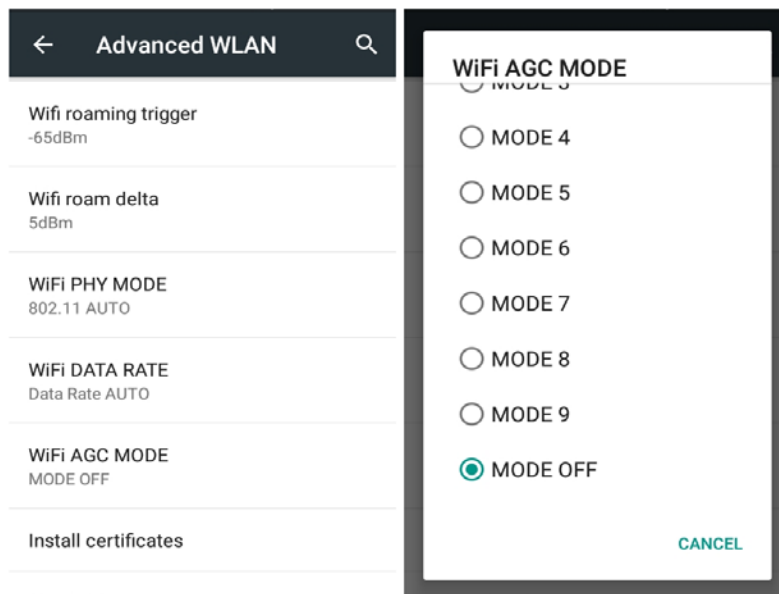 Advanced WLAN
Wifi roaming trigger
-65dBm
Wifi roam delta
5dBm
WiFi PHY MODE
802.11 AUTO
WiFi DATA RATE
Data Rate AUTO
WiFi AGC MODE
MODE OFF
Install certificates
WiFi AGC MODE
MODE 3
MODE 4
MODE 5
MODE 6
MODE 7
MODE 8
MODE 9
MODE OFF
CANCEL